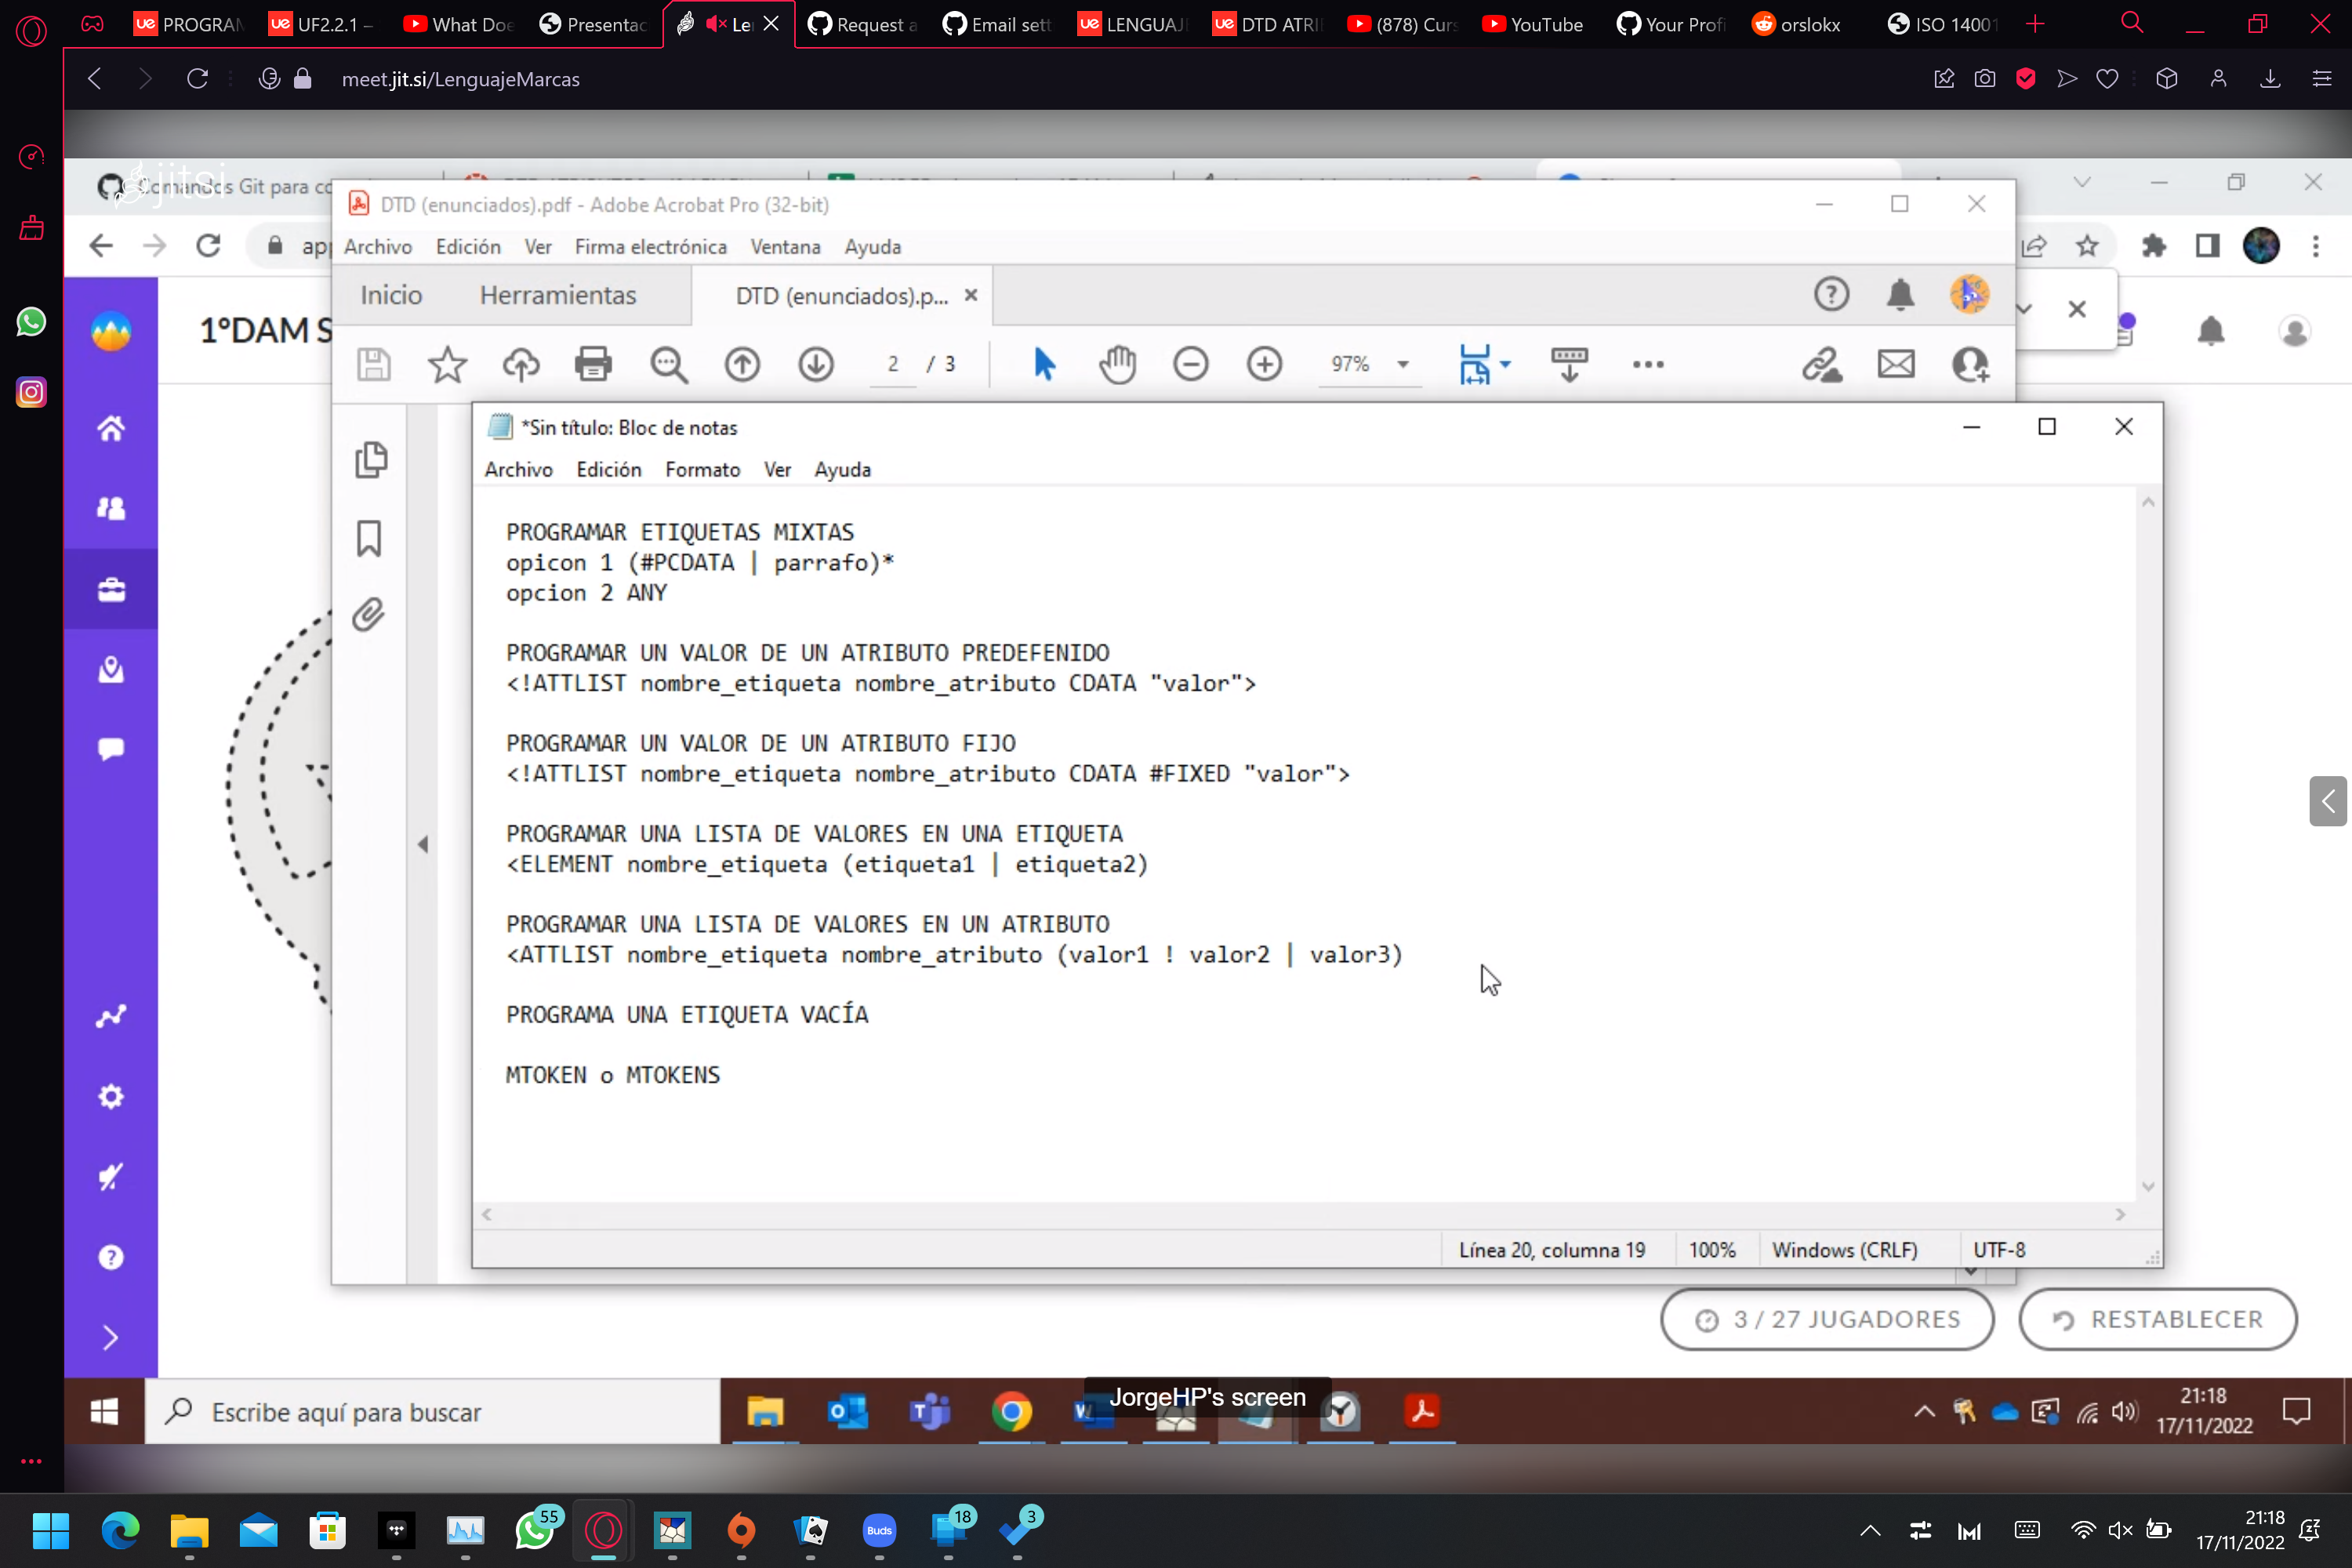 PROGRAM
UF2.2.1 –
What Doe
Presentac
Le
Request a
Email sett
LENGUAJ
DTD ATRI
(878) Curs
YouTube
Your Profi
orslokx
ISO 14001
meet.jit.si/LenguajeMarcas
jitsi
Comandos Git para co
DTD (enunciados).pdf - Adobe Acrobat Pro (32-bit)
app
Archivo Edición Ver Firma electrónica Ventana Ayuda
Inicio Herramientas DTD (enunciados).p...
1ºDAM S
2 / 3 97%
*Sin título: Bloc de notas
Archivo Edición Formato Ver Ayuda
PROGRAMAR ETIQUETAS MIXTAS
opicon 1 (#PCDATA | parrafo)*
opcion 2 ANY
PROGRAMAR UN VALOR DE UN ATRIBUTO PREDEFENIDO
<!ATTLIST nombre_etiqueta nombre_atributo CDATA "valor">
PROGRAMAR UN VALOR DE UN ATRIBUTO FIJO
<!ATTLIST nombre_etiqueta nombre_atributo CDATA #FIXED "valor">
PROGRAMAR UNA LISTA DE VALORES EN UNA ETIQUETA
<ELEMENT nombre_etiqueta (etiqueta1 | etiqueta2)
PROGRAMAR UNA LISTA DE VALORES EN UN ATRIBUTO
<ATTLIST nombre_etiqueta nombre_atributo (valor1 ! valor2 | valor3)
PROGRAMA UNA ETIQUETA VACÍA
MTOKEN o MTOKENS
Línea 20, columna 19 100% Windows (CRLF) UTF-8
3 / 27 JUGADORES RESTABLECER
JorgeHP's screen
Escribe aquí para buscar
21:18
17/11/2022
55
Buds
18
3
21:18
17/11/2022